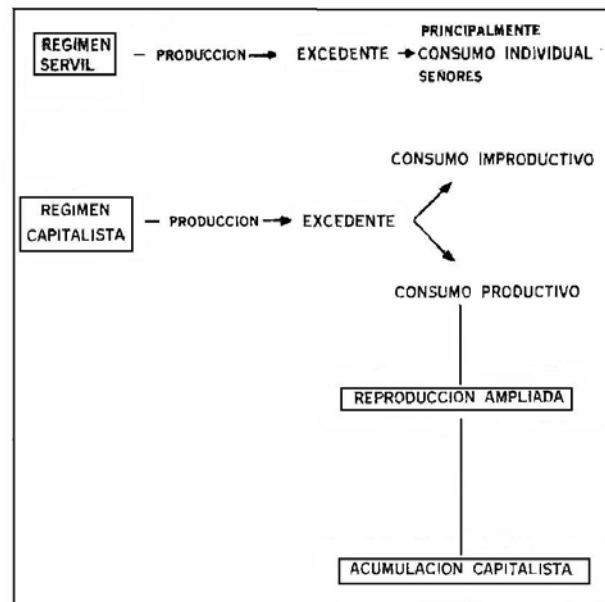 REGIMEN
SERVIL
PRODUCCION
EXCEDENTE
PRINCIPALMENTE
CONSUMO INDIVIDUAL
SEÑORES
CONSUMO IMPRODUCTIVO
REGIMEN
CAPITALISTA
PRODUCCION
EXCEDENTE
CONSUMO PRODUCTIVO
REPRODUCCION AMPLIADA
ACUMULACION CAPITALISTA